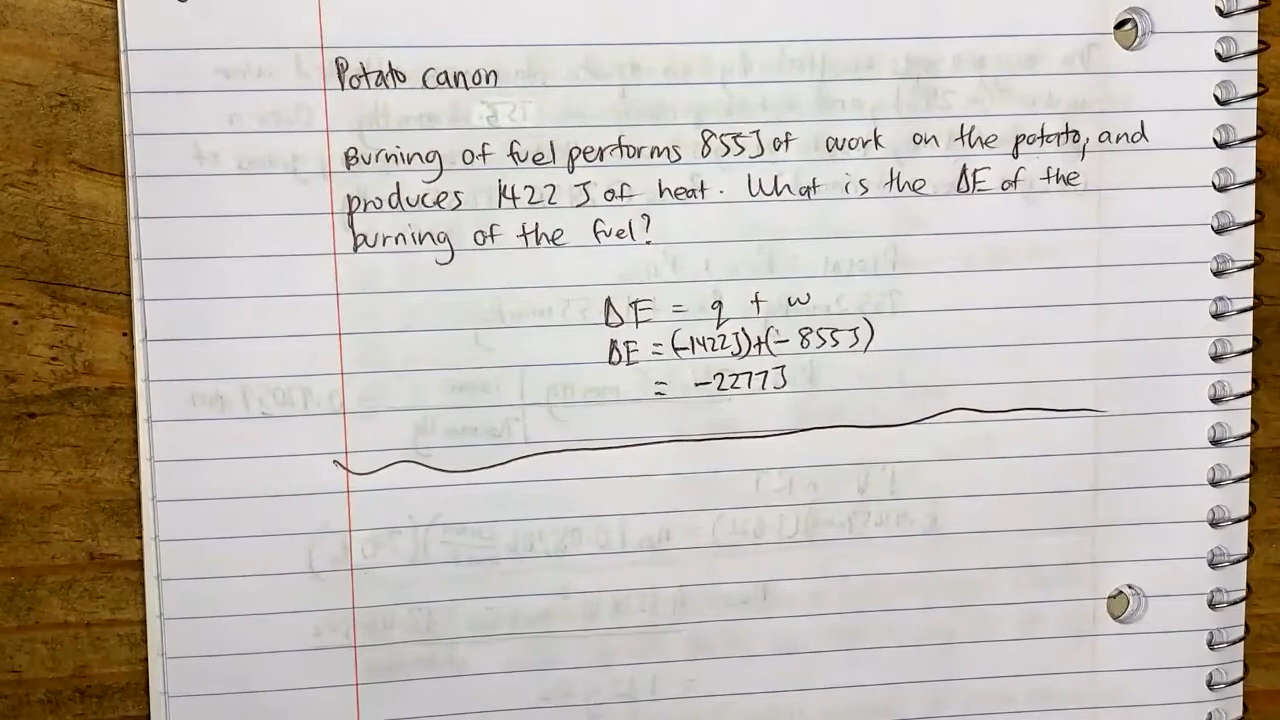 Potato canon
Burning of fuel performs 855J of work on the potato, and
produces 1422 J of heat. What is the ΔE of the
burning of the fuel?
ΔE = q + w
ΔE = (-1422J)+(-855J)
= -2277J